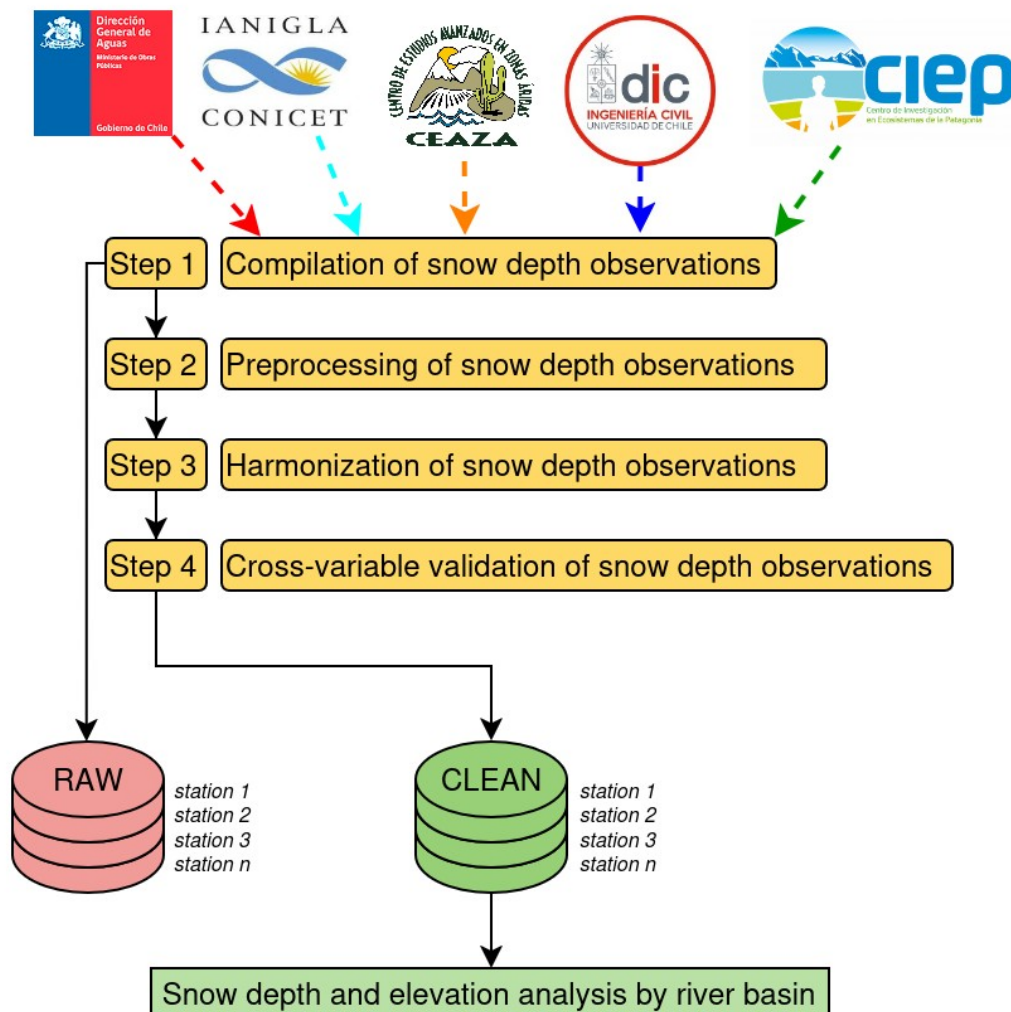 Dirección
General de
Aguas
Ministerio de Obras
Públicas
Gobierno de Chile
IANIGLA
CONICET
CENTRO DE ESTUDIOS AVANZADOS EN ZONAS ÁRIDAS
CEAZA
dic
INGENIERÍA CIVIL
UNIVERSIDAD DE CHILE
ciep
Centro de Investigación
en Ecosistemas de la Patagonia
Step 1 Compilation of snow depth observations
Step 2 Preprocessing of snow depth observations
Step 3 Harmonization of snow depth observations
Step 4 Cross-variable validation of snow depth observations
RAW
station 1
station 2
station 3
station n
CLEAN
station 1
station 2
station 3
station n
Snow depth and elevation analysis by river basin